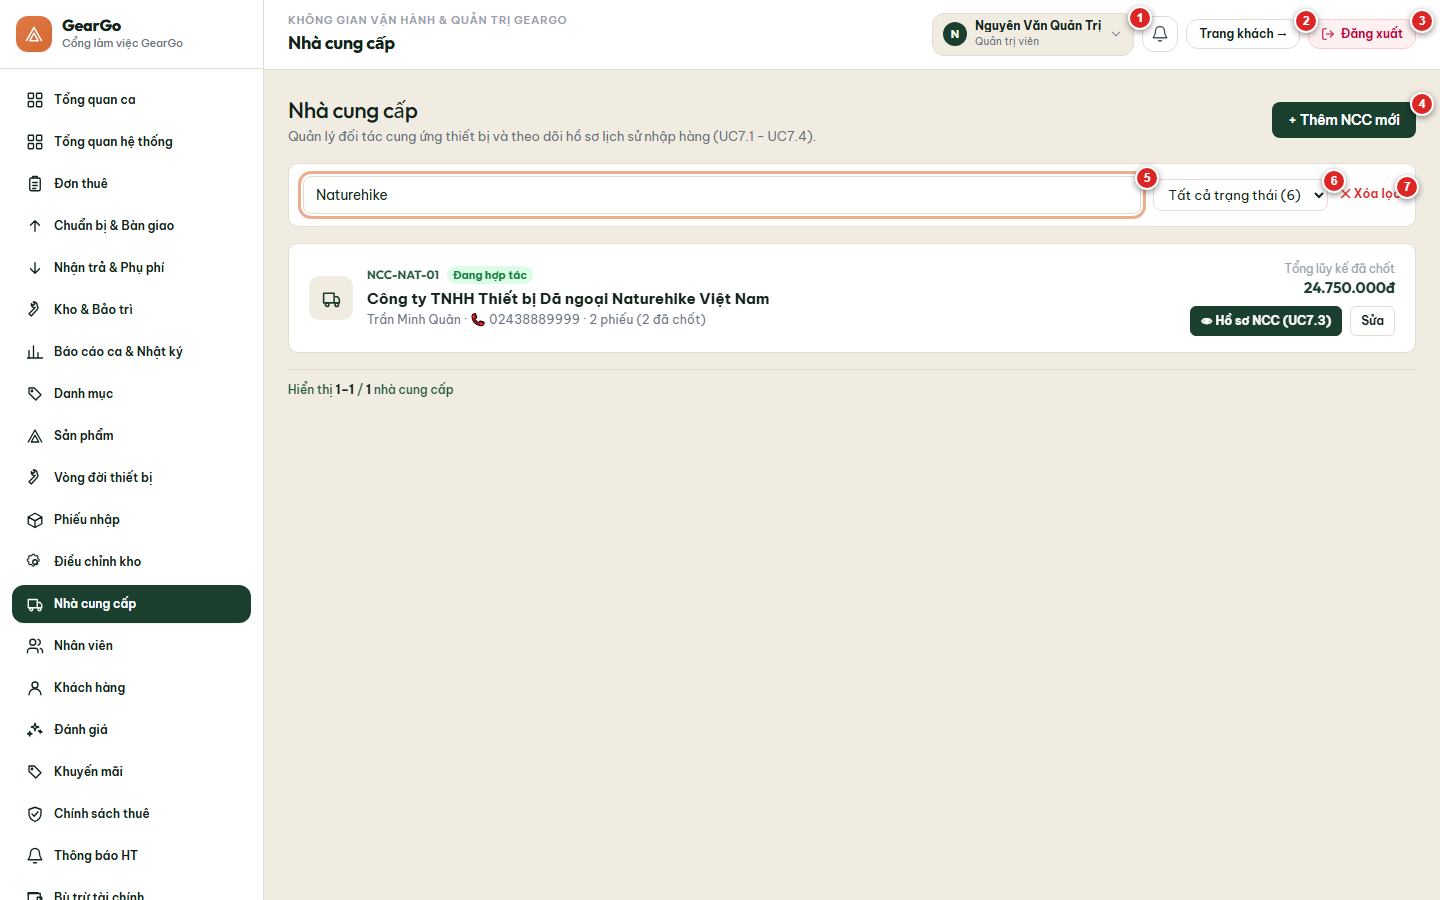 GearGo
Cổng làm việc GearGo
KHÔNG GIAN VẬN HÀNH & QUẢN TRỊ GEARGO
Nhà cung cấp
N
Nguyễn Văn Quản Trị
Quản trị viên
1
Trang khách →
2
Đăng xuất
3
Tổng quan ca
Tổng quan hệ thống
Đơn thuê
Chuẩn bị & Bàn giao
Nhận trả & Phụ phí
Kho & Bảo trì
Báo cáo ca & Nhật ký
Danh mục
Sản phẩm
Vòng đời thiết bị
Phiếu nhập
Điều chỉnh kho
Nhà cung cấp
Nhân viên
Khách hàng
Đánh giá
Khuyến mãi
Chính sách thuê
Thông báo HT
Bù trừ tài chính
Nhà cung cấp
Quản lý đối tác cung ứng thiết bị và theo dõi hồ sơ lịch sử nhập hàng (UC7.1 - UC7.4).
+ Thêm NCC mới
4
Naturehike
5
Tất cả trạng thái (6)
6
✕ Xóa lọc
7
NCC-NAT-01 Đang hợp tác
Công ty TNHH Thiết bị Dã ngoại Naturehike Việt Nam
Trần Minh Quân · 📞 02438889999 · 2 phiếu (2 đã chốt)
Tổng lũy kế đã chốt
24.750.000đ
👁 Hồ sơ NCC (UC7.3)
Sửa
Hiển thị 1–1 / 1 nhà cung cấp